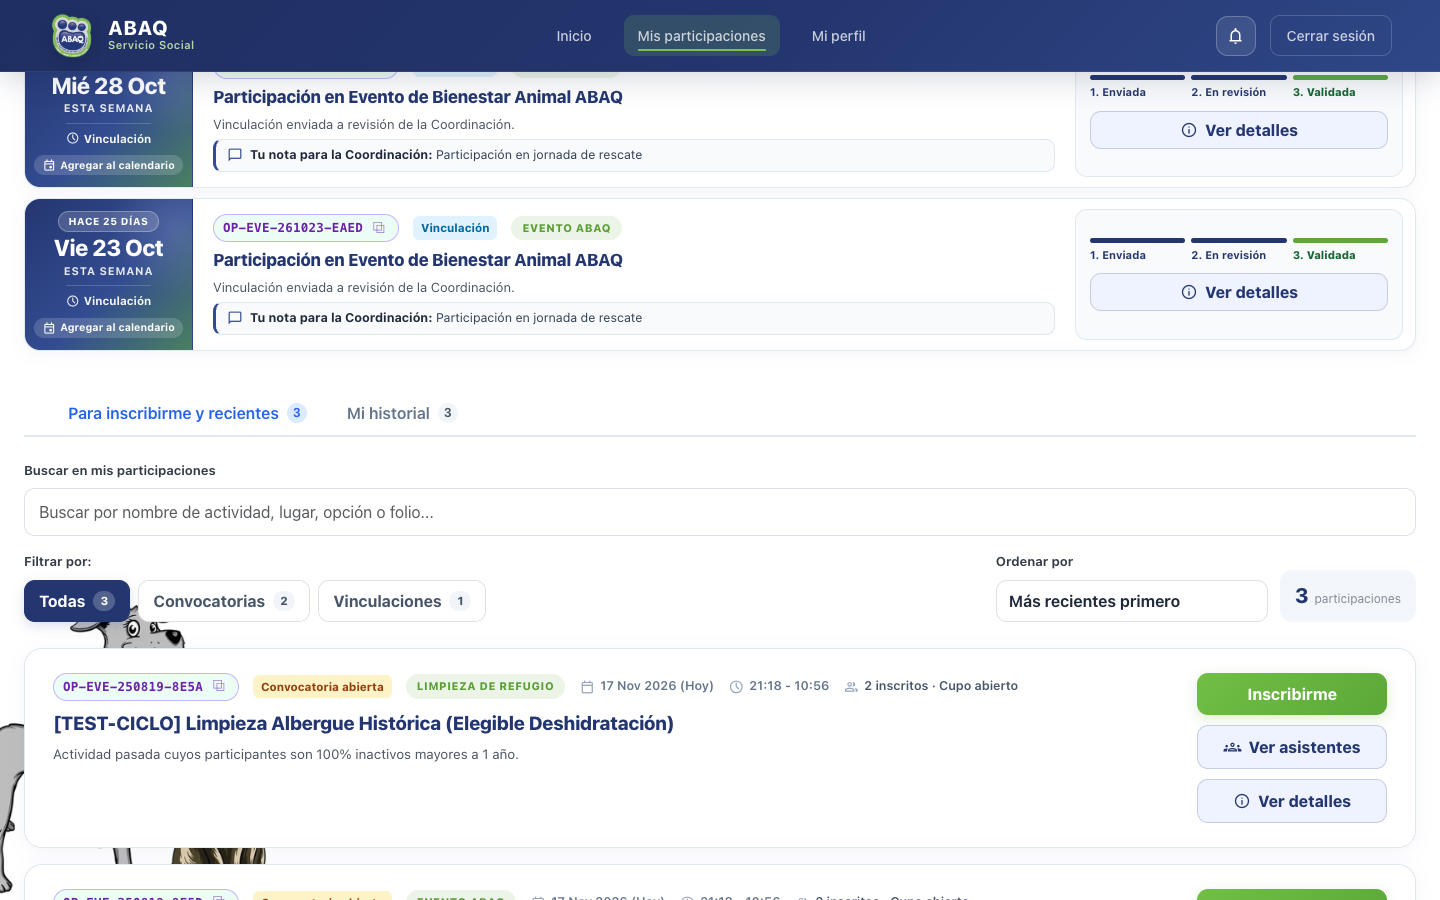 ABAQ
Servicio Social
Inicio
Mis participaciones
Mi perfil
Cerrar sesión
Mié 28 Oct
ESTA SEMANA
Vinculación
Agregar al calendario
Participación en Evento de Bienestar Animal ABAQ
Vinculación enviada a revisión de la Coordinación.
Tu nota para la Coordinación: Participación en jornada de rescate
1. Enviada
2. En revisión
3. Validada
Ver detalles
HACE 25 DÍAS
Vie 23 Oct
ESTA SEMANA
Vinculación
Agregar al calendario
OP-EVE-261023-EAED
Vinculación
EVENTO ABAQ
Participación en Evento de Bienestar Animal ABAQ
Vinculación enviada a revisión de la Coordinación.
Tu nota para la Coordinación: Participación en jornada de rescate
1. Enviada
2. En revisión
3. Validada
Ver detalles
Para inscribirme y recientes 3
Mi historial 3
Buscar en mis participaciones
Buscar por nombre de actividad, lugar, opción o folio...
Filtrar por:
Todas 3
Convocatorias 2
Vinculaciones 1
Ordenar por
Más recientes primero
3 participaciones
OP-EVE-250819-8E5A
Convocatoria abierta
LIMPIEZA DE REFUGIO
17 Nov 2026 (Hoy)
21:18 - 10:56
2 inscritos · Cupo abierto
[TEST-CICLO] Limpieza Albergue Histórica (Elegible Deshidratación)
Actividad pasada cuyos participantes son 100% inactivos mayores a 1 año.
Inscribirme
Ver asistentes
Ver detalles